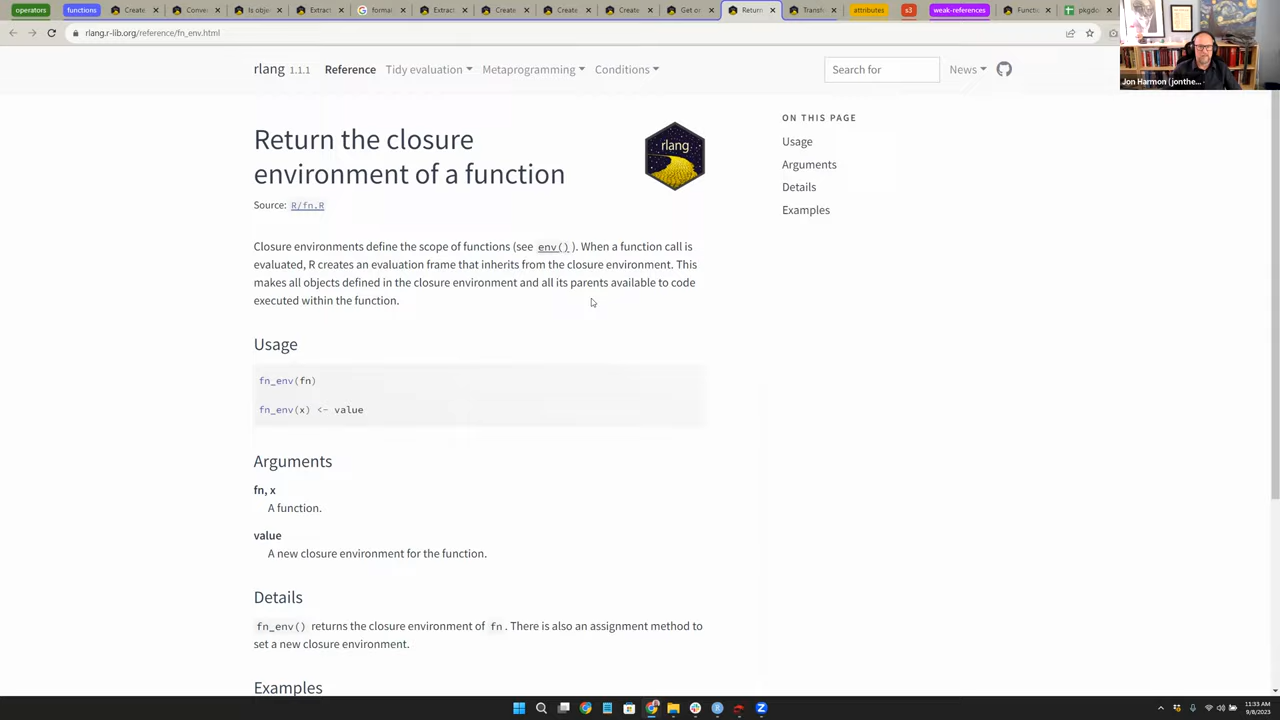 operators
functions
Create
Conve
Is obje
Extract
formal
Extrac
Create
Create
Create
Get or
Return
Transf
attributes
s3
weak-references
Functi
pkgdo
rlang.r-lib.org/reference/fn_env.html
Jon Harmon (jonthe...
rlang 1.1.1 Reference Tidy evaluation Metaprogramming Conditions Search for News
ON THIS PAGE
Usage
Arguments
Details
Examples
Return the closure
environment of a function
rlang
Source: R/fn.R
Closure environments define the scope of functions (see env() ). When a function call is
evaluated, R creates an evaluation frame that inherits from the closure environment. This
makes all objects defined in the closure environment and all its parents available to code
executed within the function.
Usage
fn_env(fn)
fn_env(x) <- value
Arguments
fn, x
A function.
value
A new closure environment for the function.
Details
fn_env() returns the closure environment of fn. There is also an assignment method to
set a new closure environment.
Examples
11:33 AM
9/8/2023